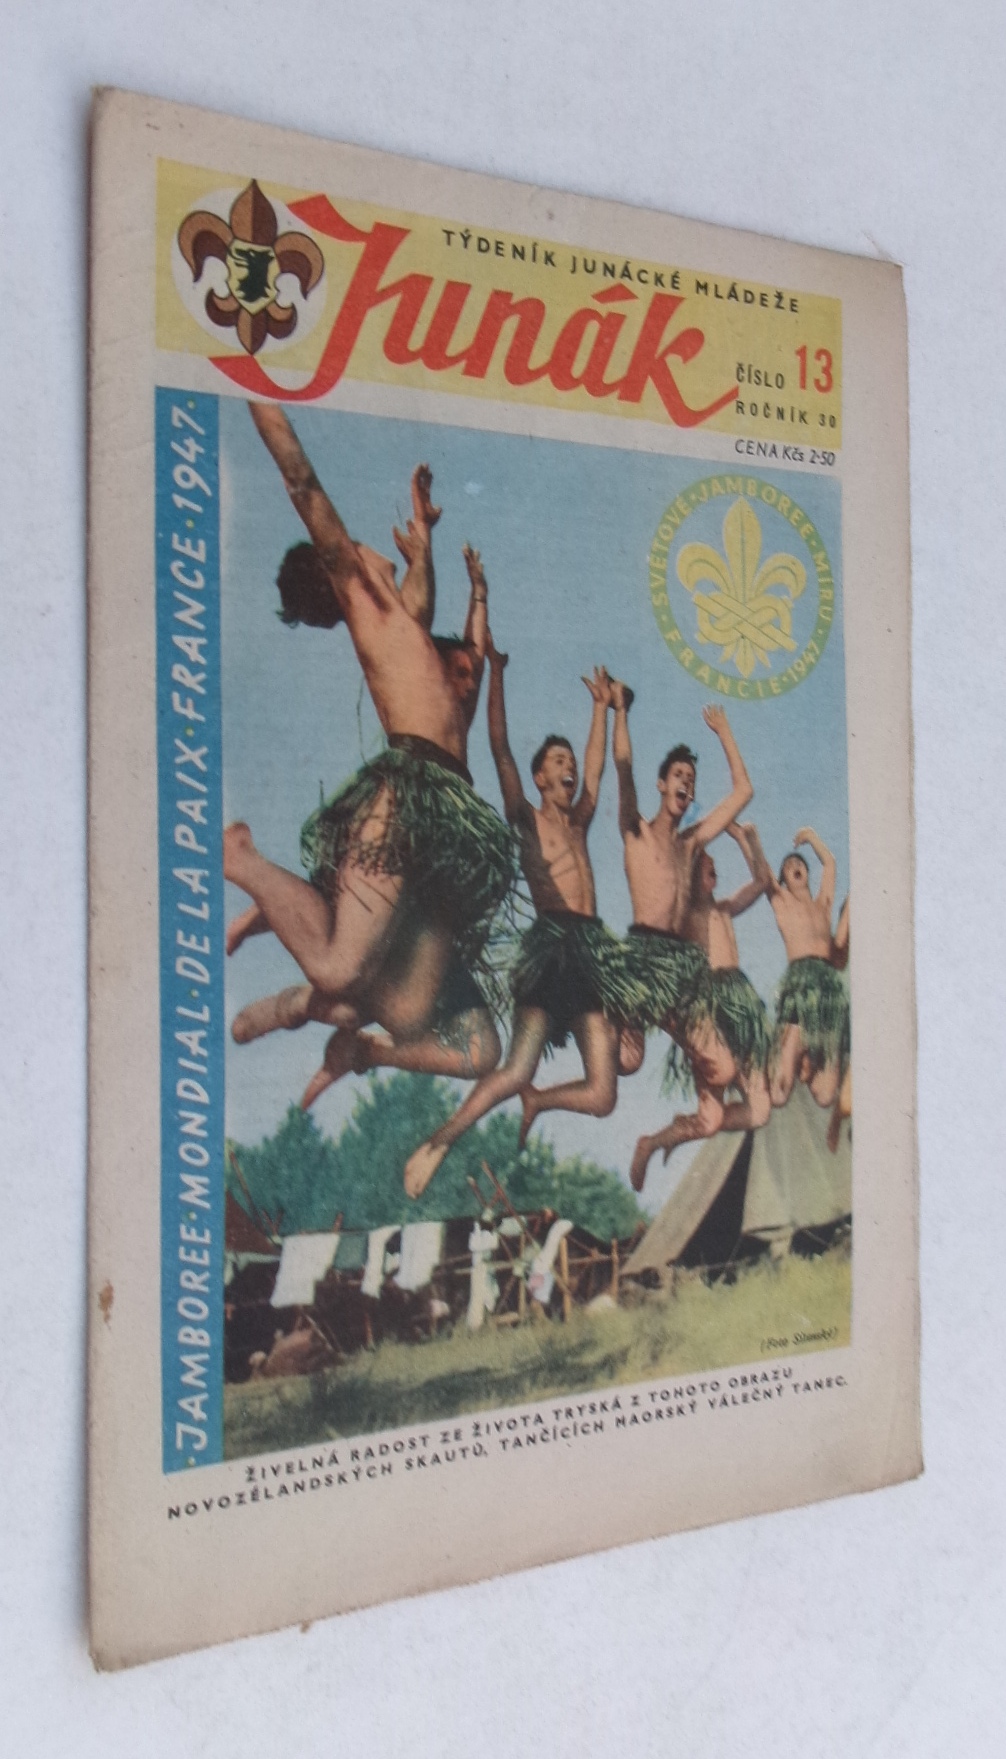 TÝDENÍK JUNÁCKÉ MLÁDEŽE
Junák
ČÍSLO 13
ROČNÍK 30
CENA Kčs 2·50
·JAMBOREE·MONDIAL·DE LA PAIX·FRANCE·1947·
SVĚTOVÉ·JAMBOREE·MÍRU·
FRANCIE·1947
(Foto
ŽIVELNÁ RADOST ZE ŽIVOTA TRYSKÁ Z TOHOTO OBRAZU
NOVOZÉLANDSKÝCH SKAUTŮ, TANČÍCÍCH MAORSKÝ VÁLEČNÝ TANEC.